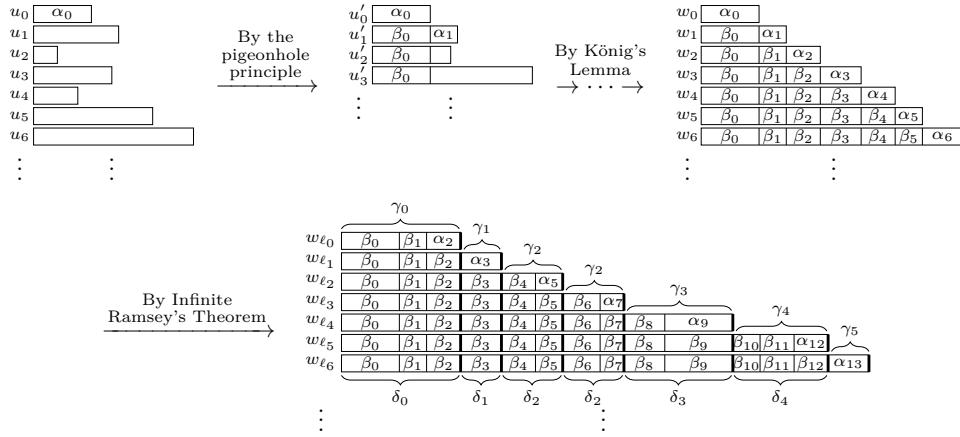 u₀ α₀
u₁
u₂
u₃
u₄
u₅
u₆
⋮ ⋮
By the
pigeonhole
principle
u′₀ α₀
u′₁ β₀ α₁
u′₂ β₀
u′₃ β₀
⋮ ⋮
By König's
Lemma
⋯
w₀ α₀
w₁ β₀ α₁
w₂ β₀ β₁ α₂
w₃ β₀ β₁ β₂ α₃
w₄ β₀ β₁ β₂ β₃ α₄
w₅ β₀ β₁ β₂ β₃ β₄ α₅
w₆ β₀ β₁ β₂ β₃ β₄ β₅ α₆
⋮ ⋮
By Infinite
Ramsey's Theorem
γ₀
w_ℓ₀ β₀ β₁ α₂ γ₁
w_ℓ₁ β₀ β₁ β₂ α₃ γ₂
w_ℓ₂ β₀ β₁ β₂ β₃ β₄ α₅ γ₂
w_ℓ₃ β₀ β₁ β₂ β₃ β₄ β₅ β₆ α₇ γ₃
w_ℓ₄ β₀ β₁ β₂ β₃ β₄ β₅ β₆ β₇ β₈ α₉ γ₄
w_ℓ₅ β₀ β₁ β₂ β₃ β₄ β₅ β₆ β₇ β₈ β₉ β₁₀ β₁₁ α₁₂ γ₅
w_ℓ₆ β₀ β₁ β₂ β₃ β₄ β₅ β₆ β₇ β₈ β₉ β₁₀ β₁₁ β₁₂ α₁₃
δ₀ δ₁ δ₂ δ₂ δ₃ δ₄
⋮ ⋮